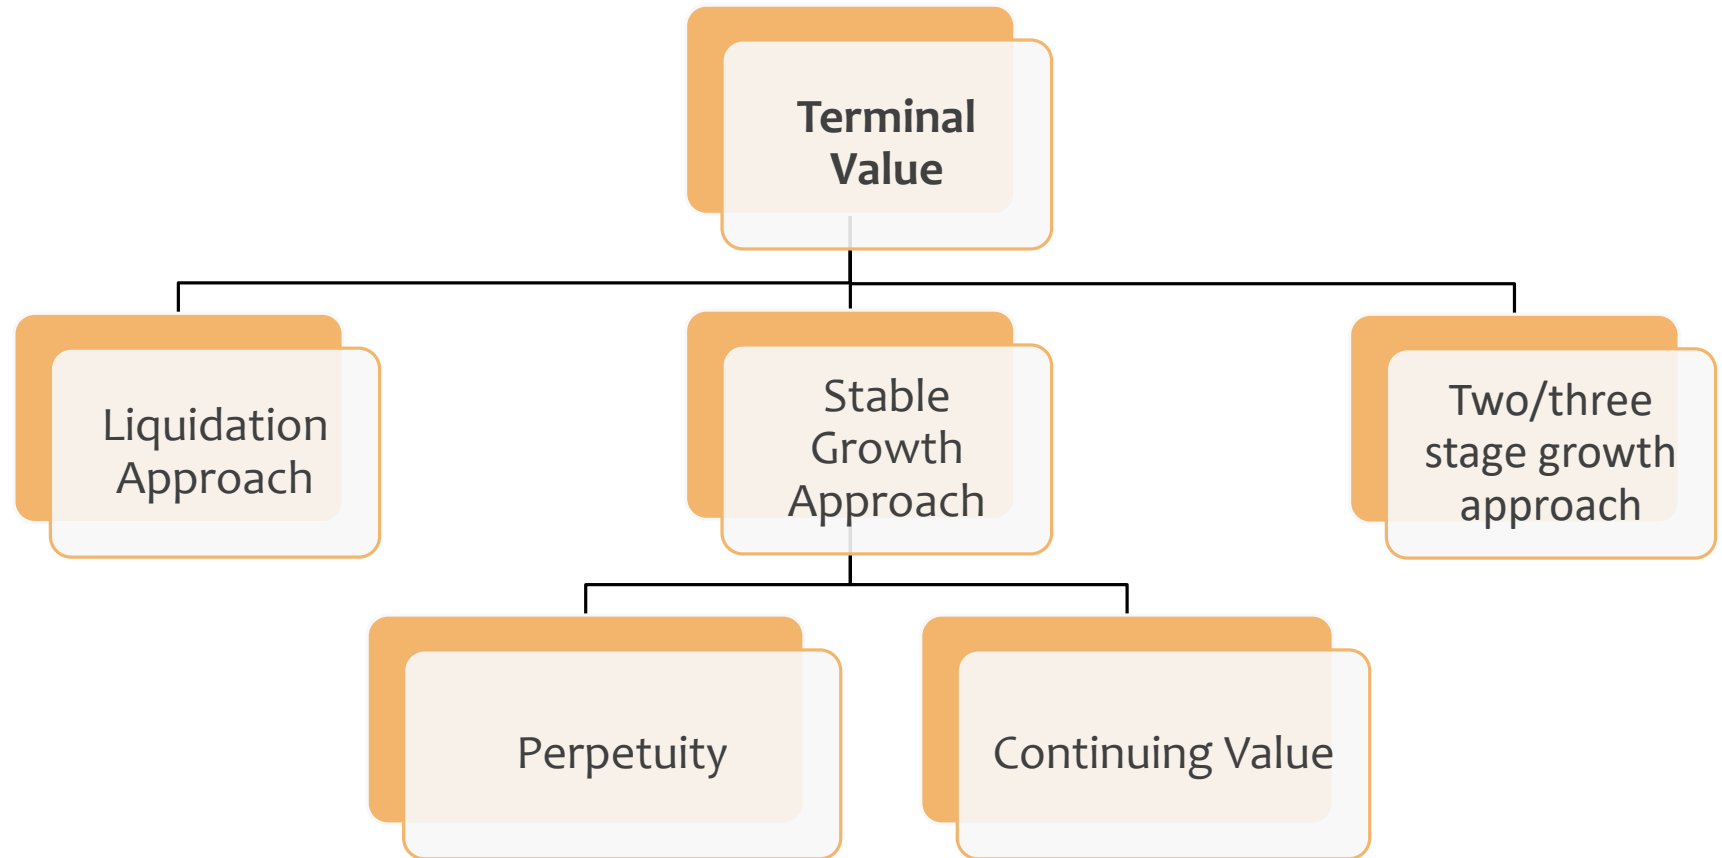 Terminal
Value
Liquidation
Approach
Stable
Growth
Approach
Two/three
stage growth
approach
Perpetuity
Continuing Value